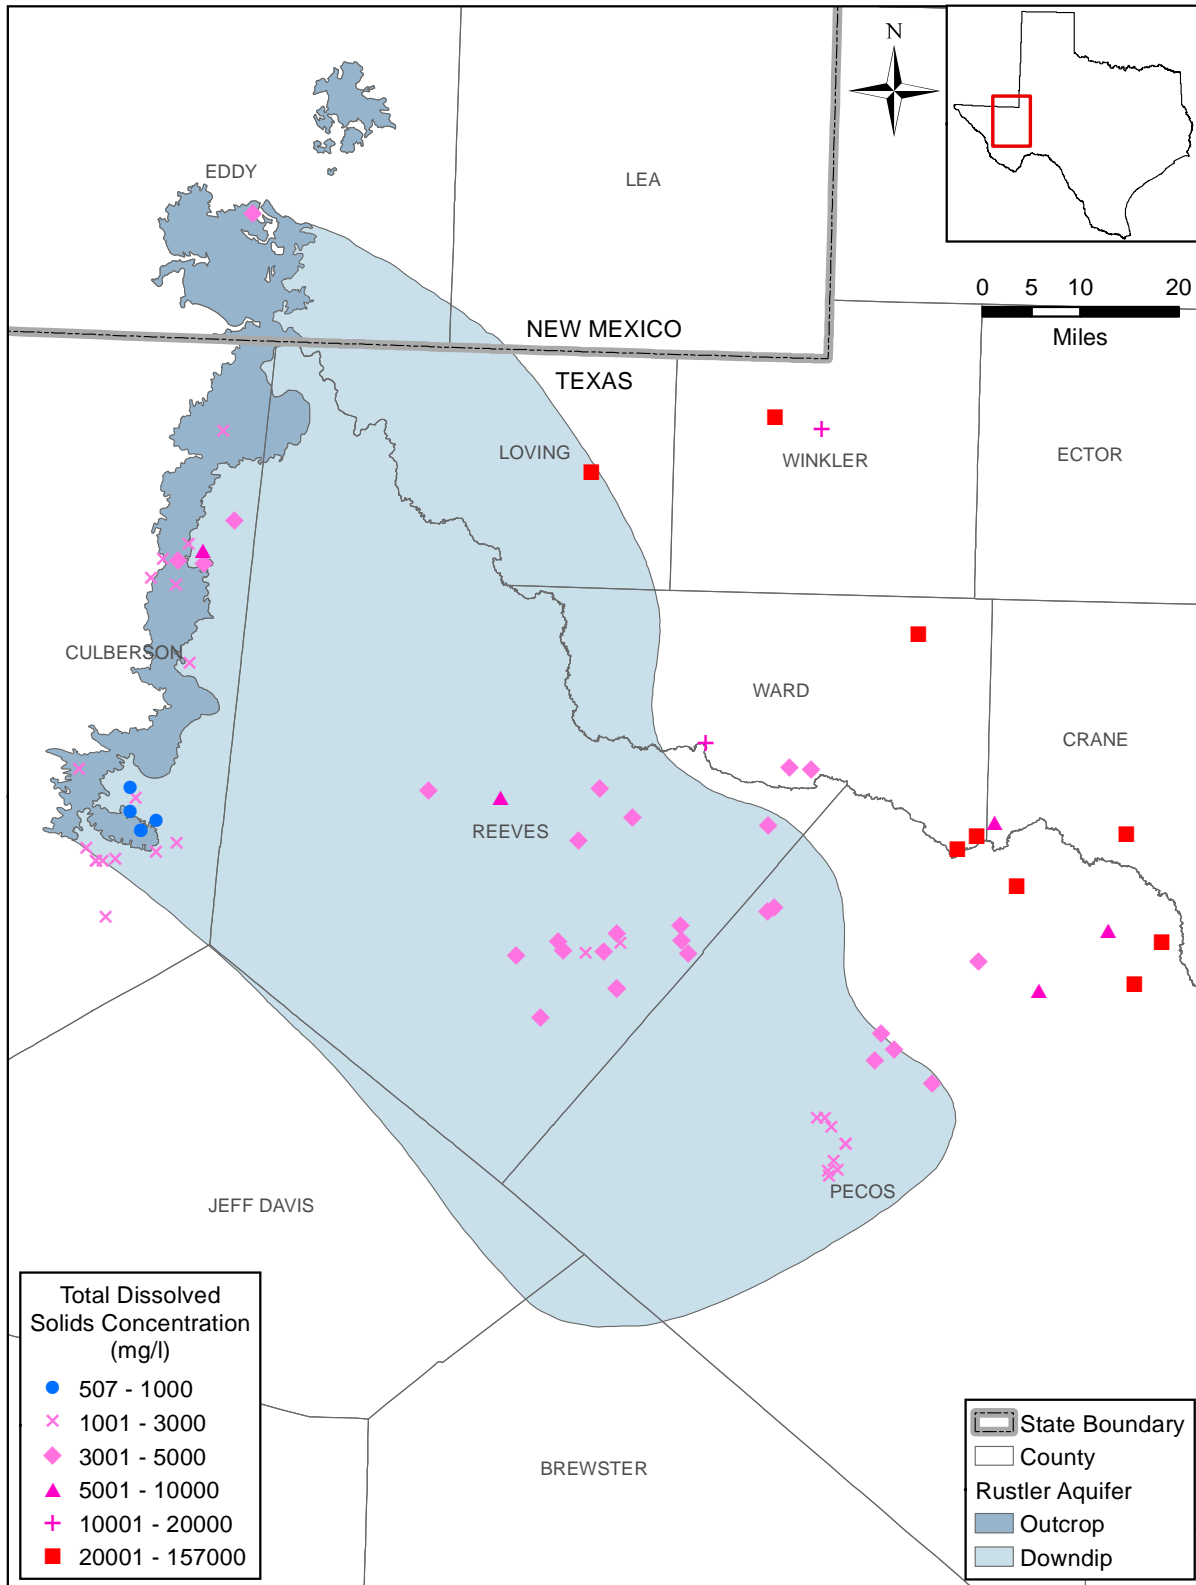 N
EDDY
LEA
0 5 10 20
Miles
NEW MEXICO
TEXAS
LOVING
WINKLER
ECTOR
CULBERSON
WARD
CRANE
REEVES
PECOS
JEFF DAVIS
BREWSTER
Total Dissolved
Solids Concentration
(mg/l)
507 - 1000
1001 - 3000
3001 - 5000
5001 - 10000
10001 - 20000
20001 - 157000
State Boundary
County
Rustler Aquifer
Outcrop
Downdip